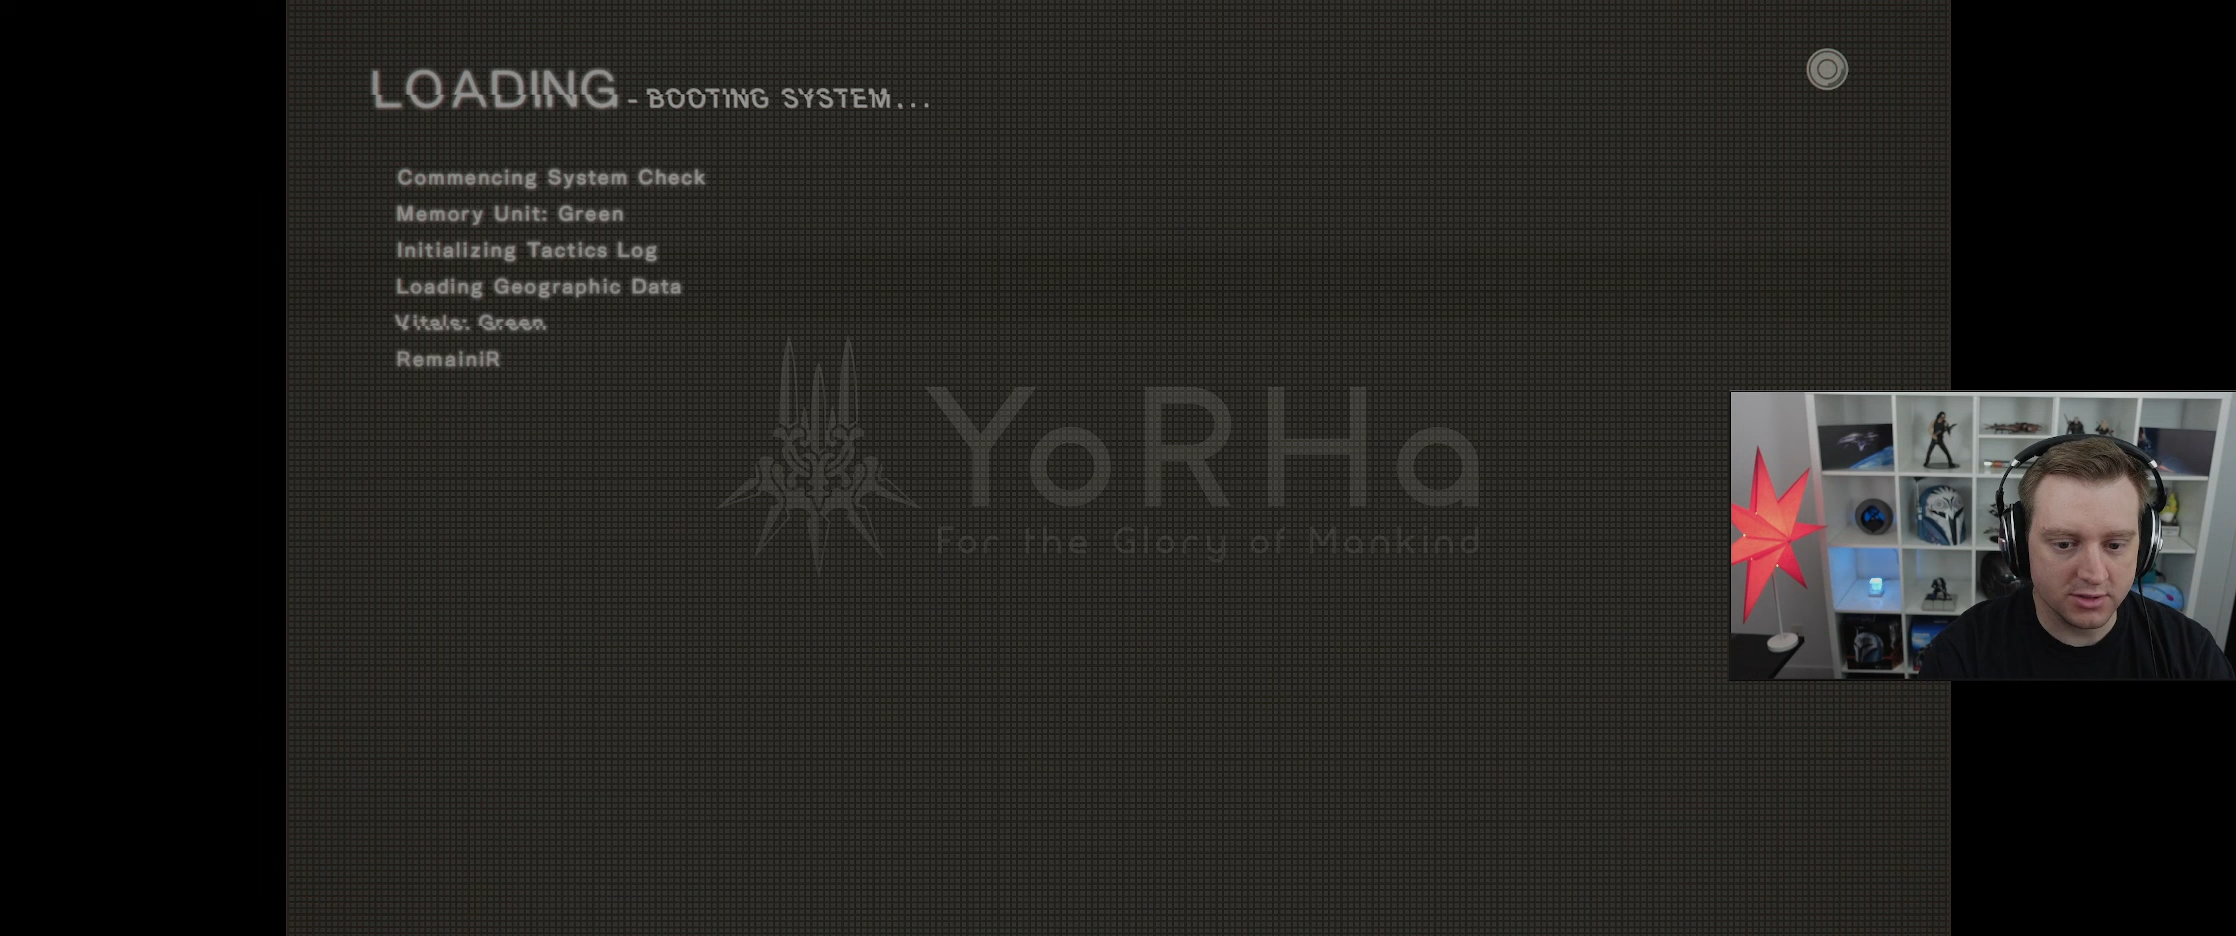 LOADING - BOOTING SYSTEM...
Commencing System Check
Memory Unit: Green
Initializing Tactics Log
Loading Geographic Data
Vitals: Green
RemainiR
YoRHa
For the Glory of Mankind